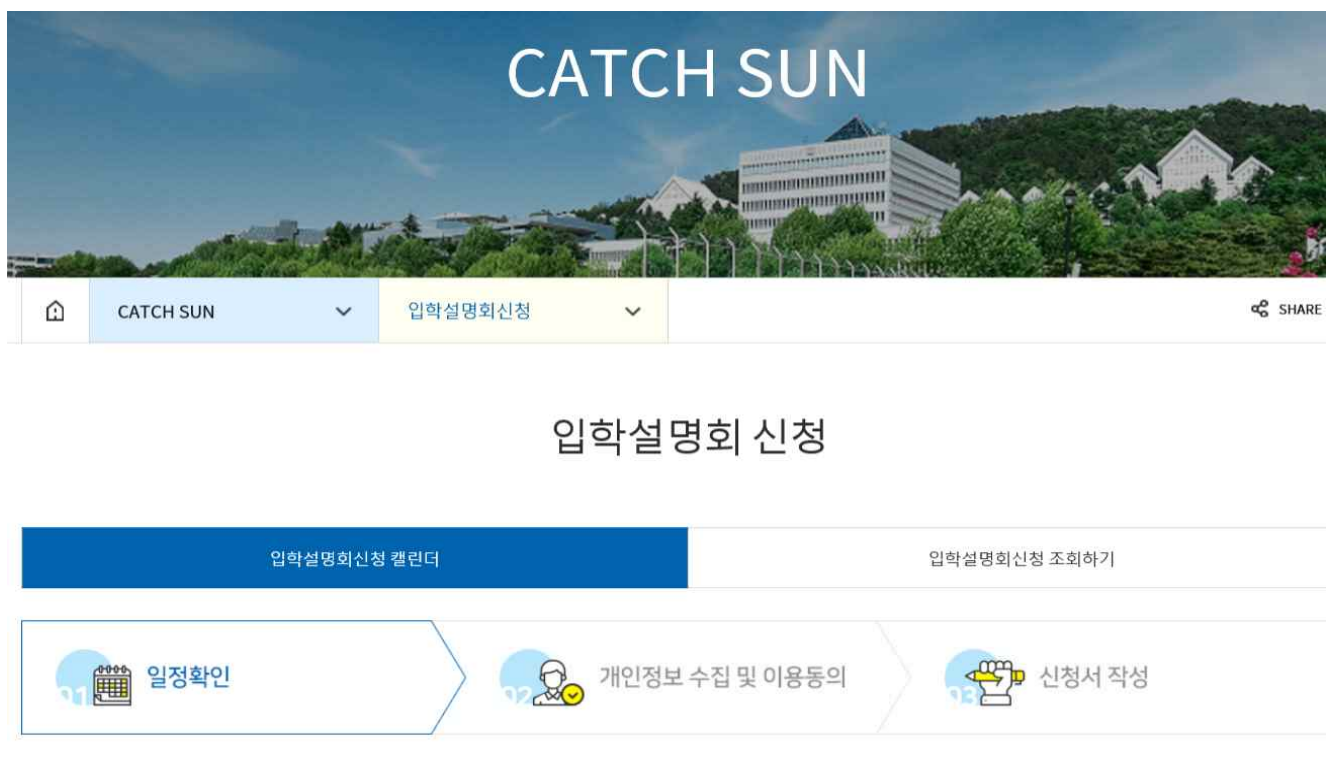 CATCH SUN
CATCH SUN
입학설명회신청
SHARE
입학설명회 신청
입학설명회신청 캘린더
입학설명회신청 조회하기
01 일정확인
02 개인정보 수집 및 이용동의
03 신청서 작성